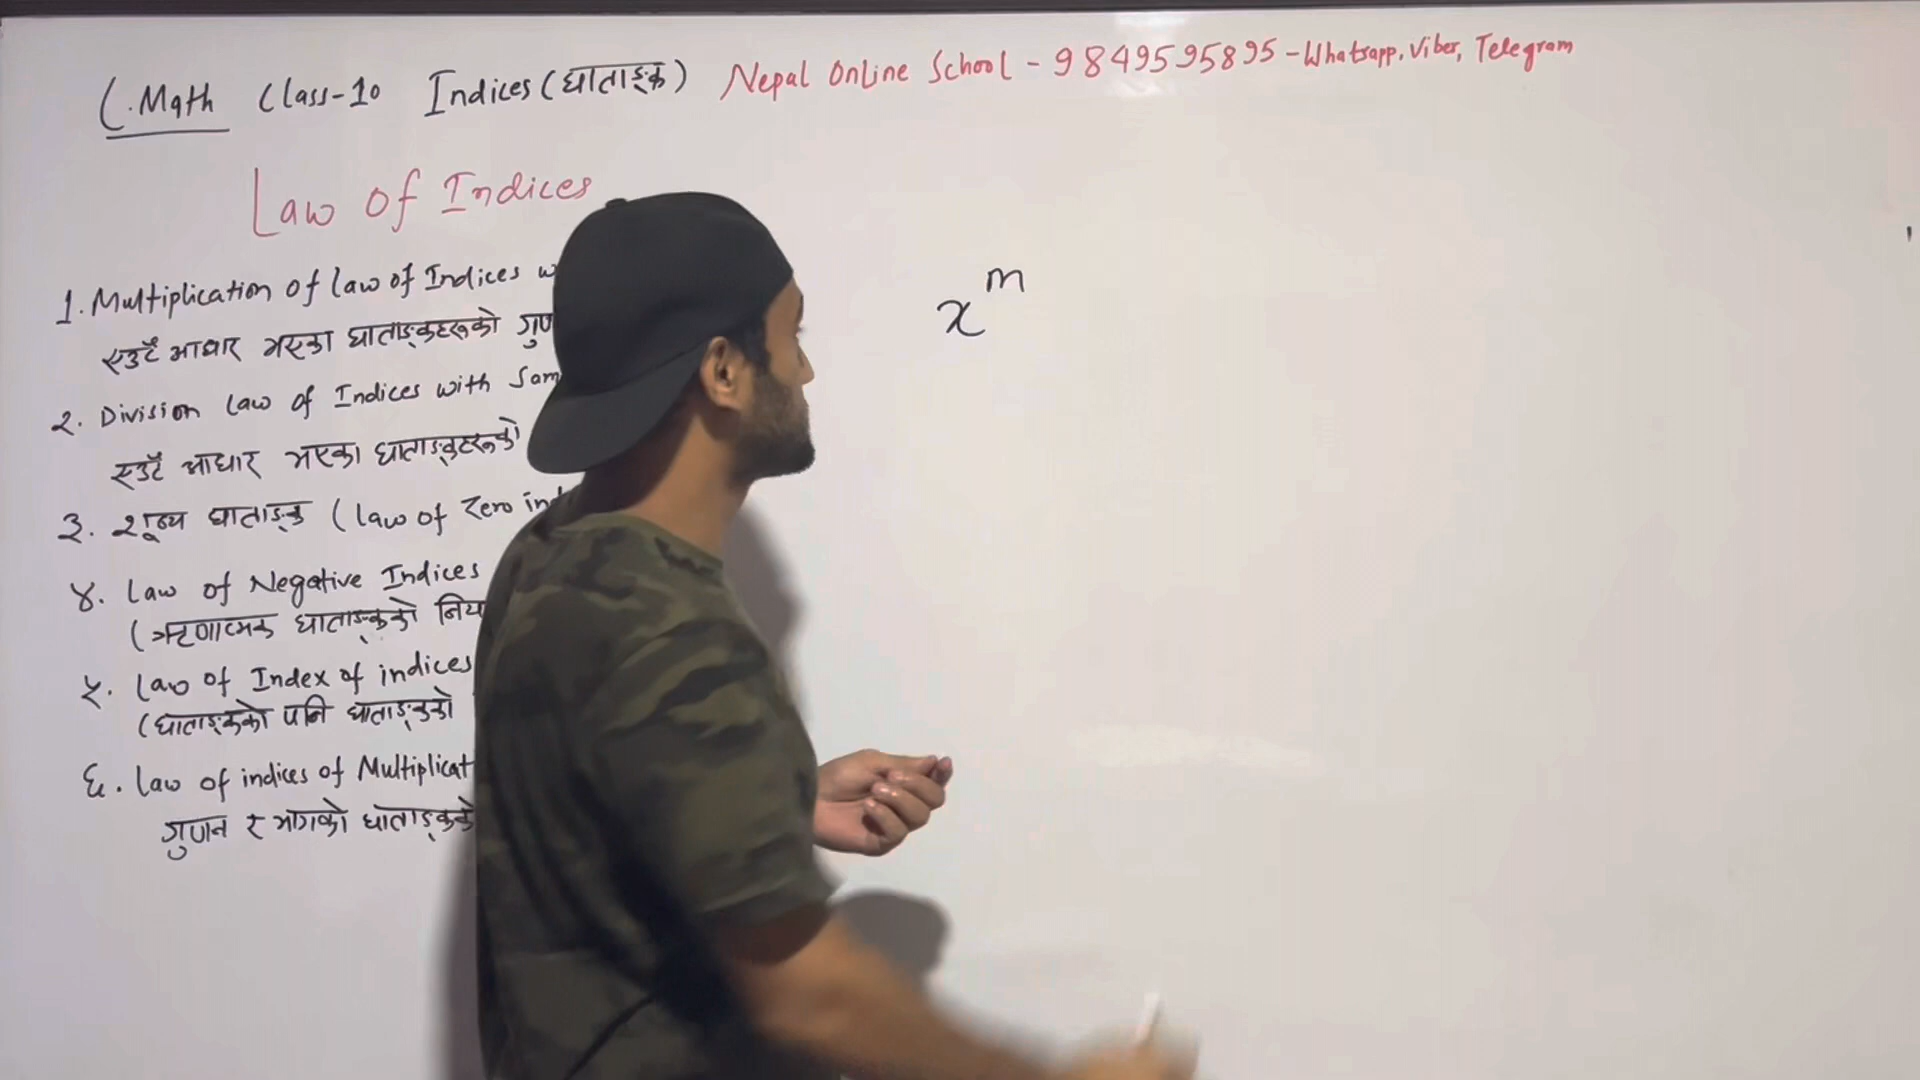 C.Math Class-10 Indices (घाताङ्क) Nepal Online School - 9849595895 - Whatsapp, Viber, Telegram
Law of Indices
1. Multiplication of law of Indices
एउटै आधार भएका घाताङ्कहरूको
x^m
२. Division law of Indices with
एउटै आधार भएका घाताङ्कहरूको
३. शून्य घाताङ्क (law of Zero
४. law of Negative Indices
(ऋणात्मक घाताङ्कको
५. law of Index of indices
(घाताङ्कको पनि घाताङ्कको
६. law of indices of
गुणन र भागको घाताङ्कको